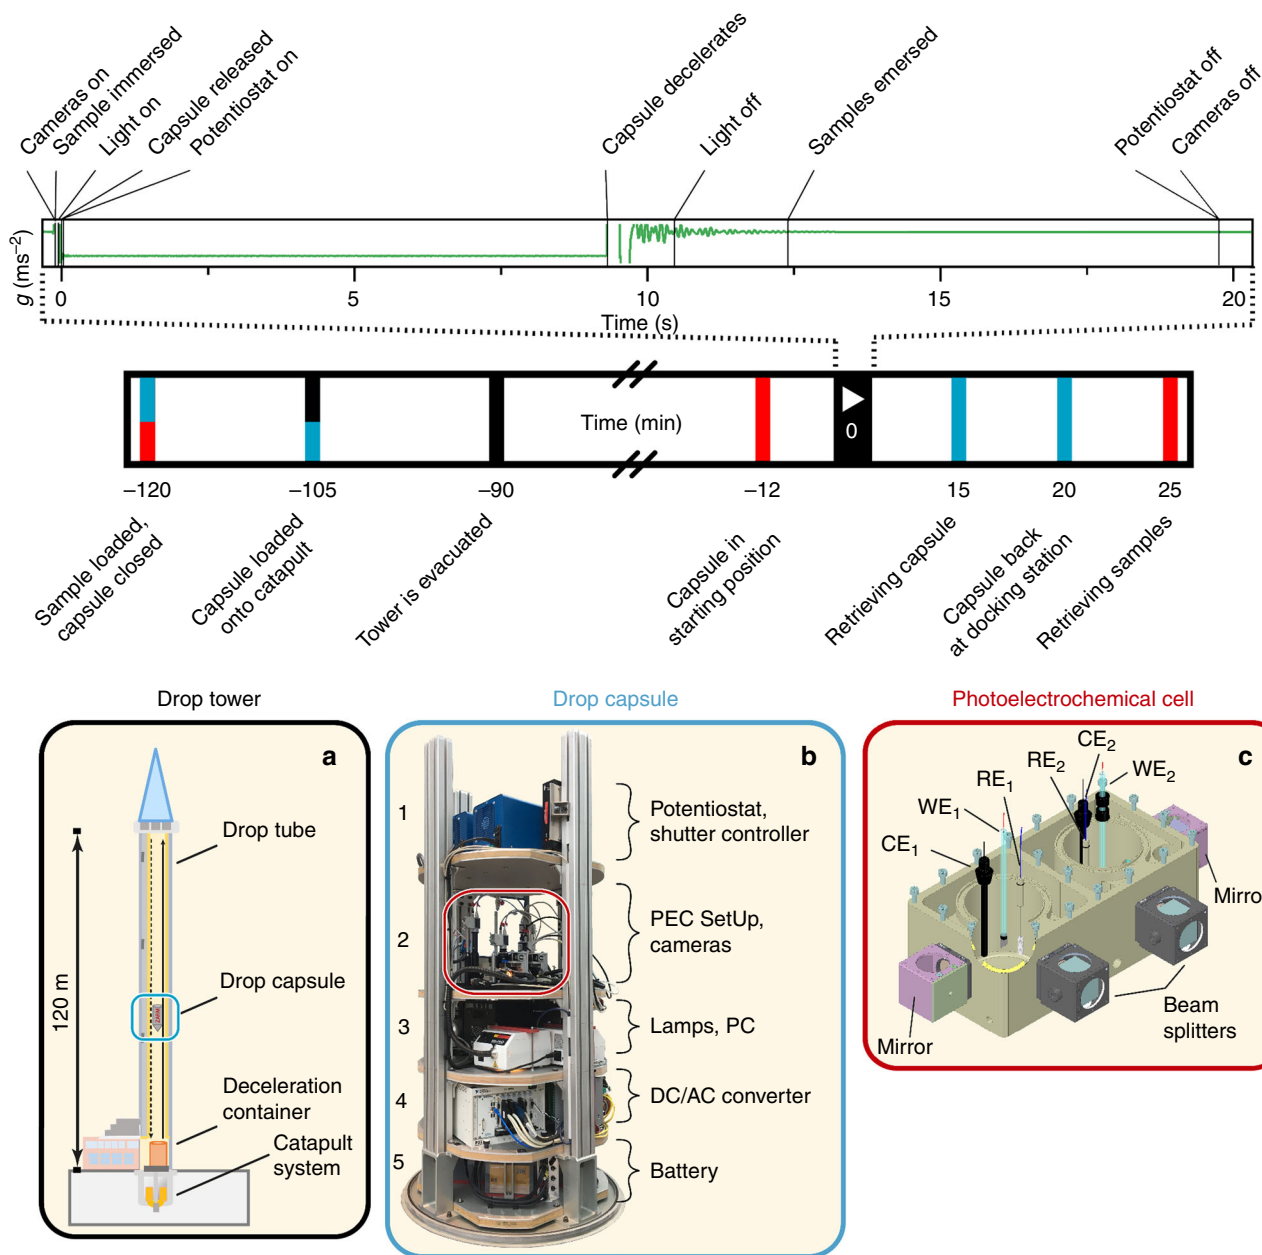 Cameras on
Sample immersed
Light on
Capsule released
Potentiostat on
Capsule decelerates
Light off
Samples emersed
Potentiostat off
Cameras off
g (ms−2)
0
5
10
15
20
Time (s)
Time (min)
0
−120
−105
−90
−12
15
20
25
Sample loaded,
capsule closed
Capsule loaded
onto catapult
Tower is evacuated
Capsule in
starting position
Retrieving capsule
Capsule back
at docking station
Retrieving samples
Drop tower
a
Drop tube
120 m
Drop capsule
Deceleration
container
Catapult
system
Drop capsule
b
1
Potentiostat,
shutter controller
2
PEC SetUp,
cameras
3
Lamps, PC
4
DC/AC converter
5
Battery
Photoelectrochemical cell
c
CE2
RE2
WE2
RE1
WE1
CE1
Mirro
Beam
splitters
Mirror